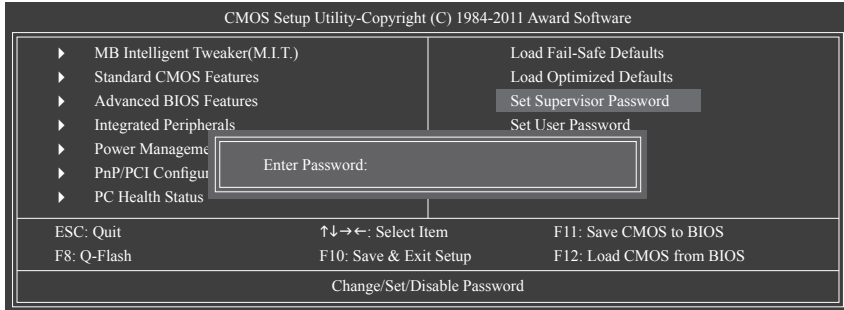 CMOS Setup Utility-Copyright (C) 1984-2011 Award Software
MB Intelligent Tweaker(M.I.T.)
Standard CMOS Features
Advanced BIOS Features
Integrated Peripherals
Power Manageme
PnP/PCI Configur
PC Health Status
Load Fail-Safe Defaults
Load Optimized Defaults
Set Supervisor Password
Set User Password
Enter Password:
ESC: Quit ↑↓→←: Select Item F11: Save CMOS to BIOS
F8: Q-Flash F10: Save & Exit Setup F12: Load CMOS from BIOS
Change/Set/Disable Password